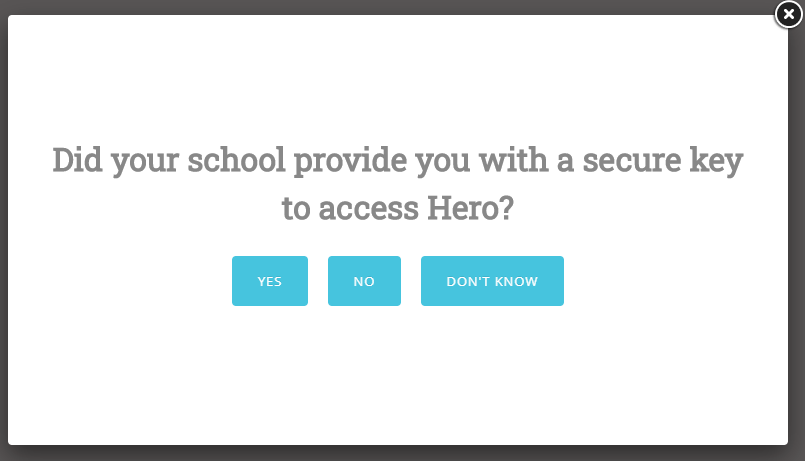 Did your school provide you with a secure key
to access Hero?
YES NO DON'T KNOW